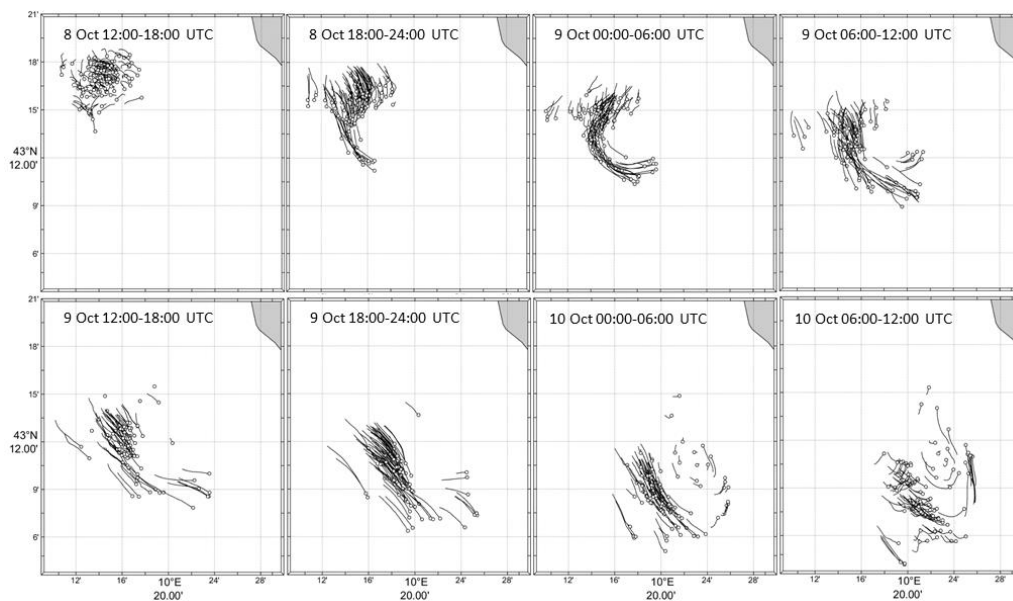 8 Oct 12:00-18:00 UTC
8 Oct 18:00-24:00 UTC
9 Oct 00:00-06:00 UTC
9 Oct 06:00-12:00 UTC
21'
18'
15'
43°N
12.00'
9'
6'
9 Oct 12:00-18:00 UTC
9 Oct 18:00-24:00 UTC
10 Oct 00:00-06:00 UTC
10 Oct 06:00-12:00 UTC
21'
18'
15'
43°N
12.00'
9'
6'
12' 16' 10°E 24' 28' 12' 16' 10°E 24' 28' 12' 16' 10°E 24' 28' 12' 16' 10°E 24' 28'
20.00' 20.00' 20.00' 20.00'